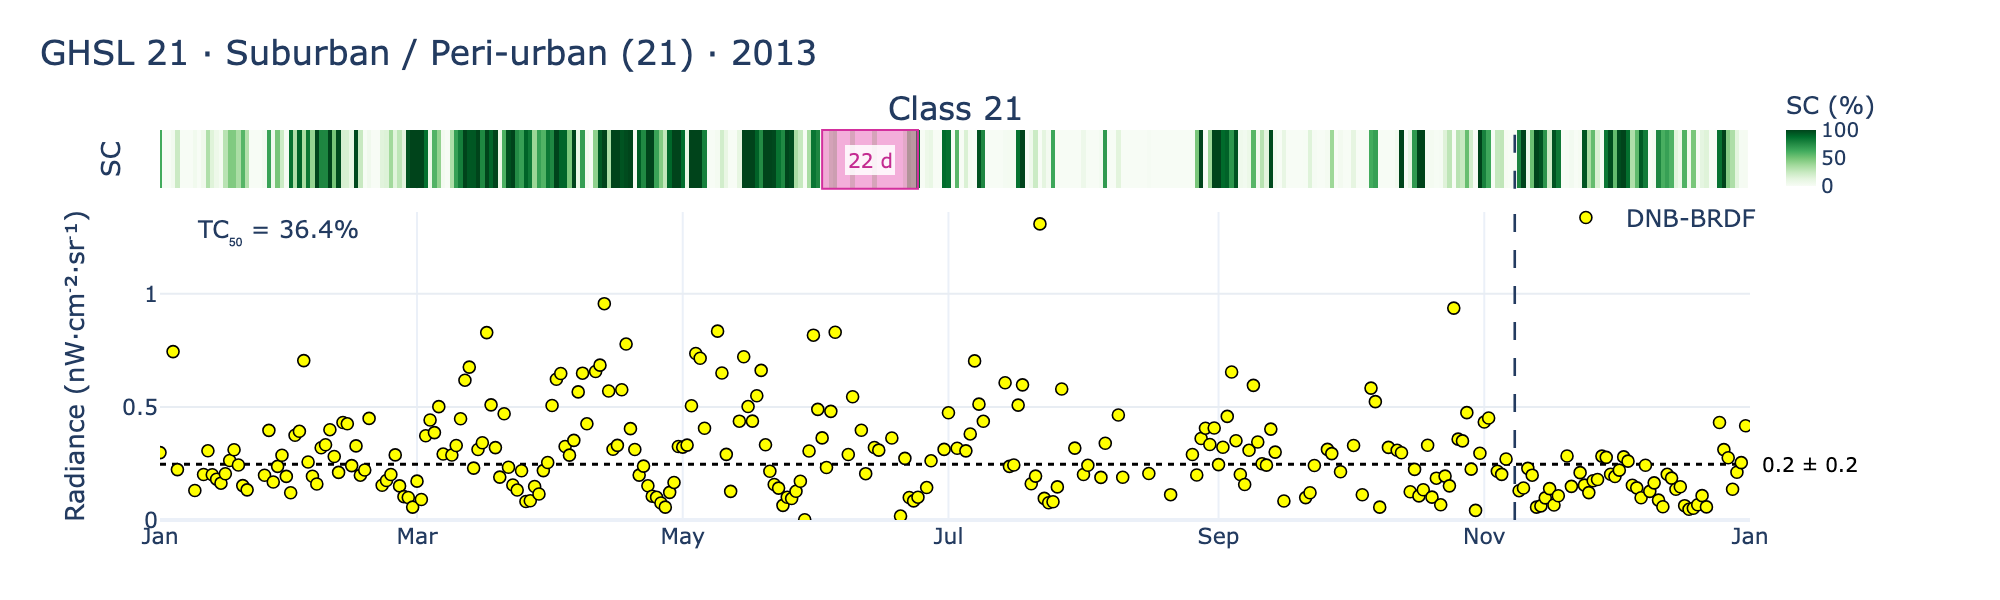 GHSL 21 · Suburban / Peri-urban (21) · 2013
Class 21
SC
22 d
SC (%)
100
50
0
TC₅₀ = 36.4%
DNB-BRDF
Radiance (nW·cm⁻²·sr⁻¹)
1
0.5
0
0.2 ± 0.2
Jan
Mar
May
Jul
Sep
Nov
Jan